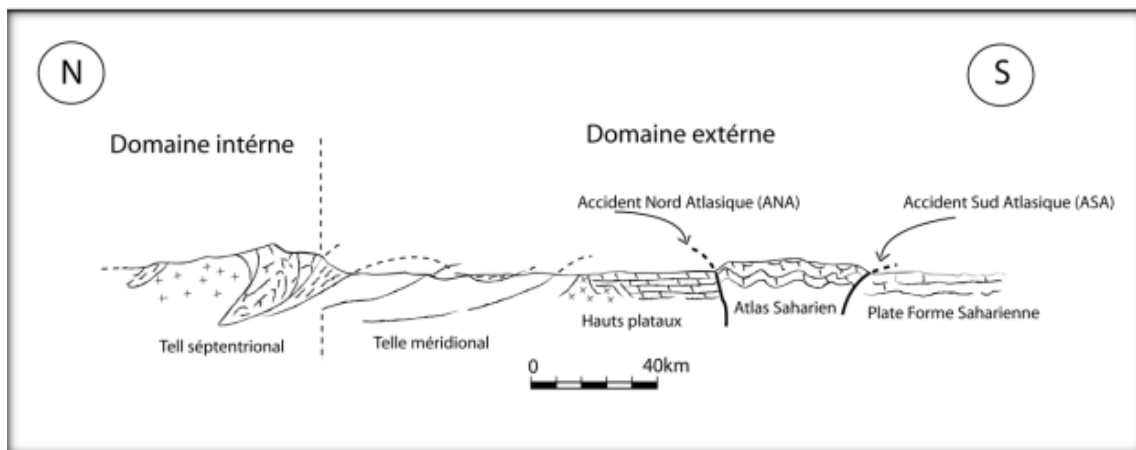 N
S
Domaine intérne
Domaine extérne
Accident Nord Atlasique (ANA)
Accident Sud Atlasique (ASA)
Hauts plataux
Atlas Saharien
Plate Forme Saharienne
Tell séptentrional
Telle méridional
0
40km